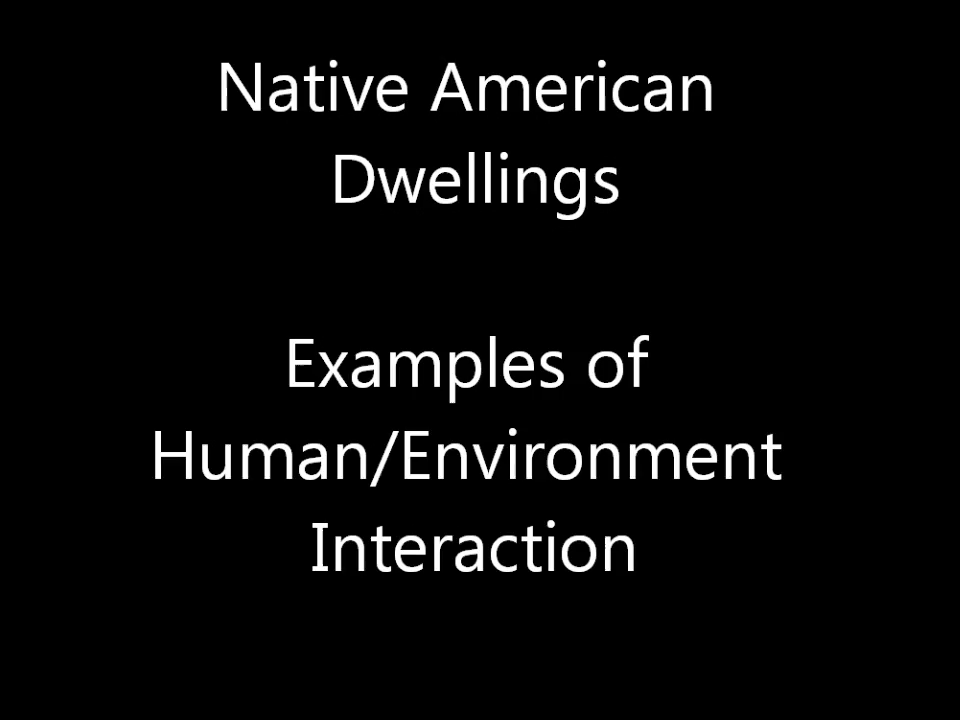 Native American
Dwellings
Examples of
Human/Environment
Interaction